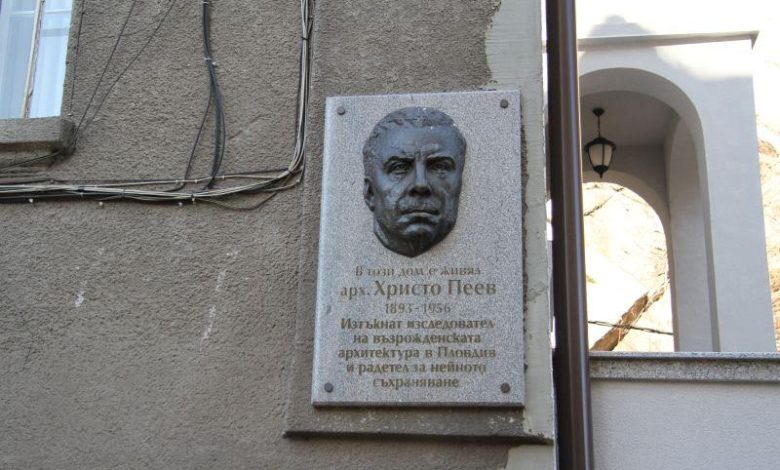 В този дом е живял
арх. Христо Пеев
1893 - 1956
Изтъкнат изследовател
на възрожденската
архитектура в Пловдив
и радетел за нейното
съхраняване